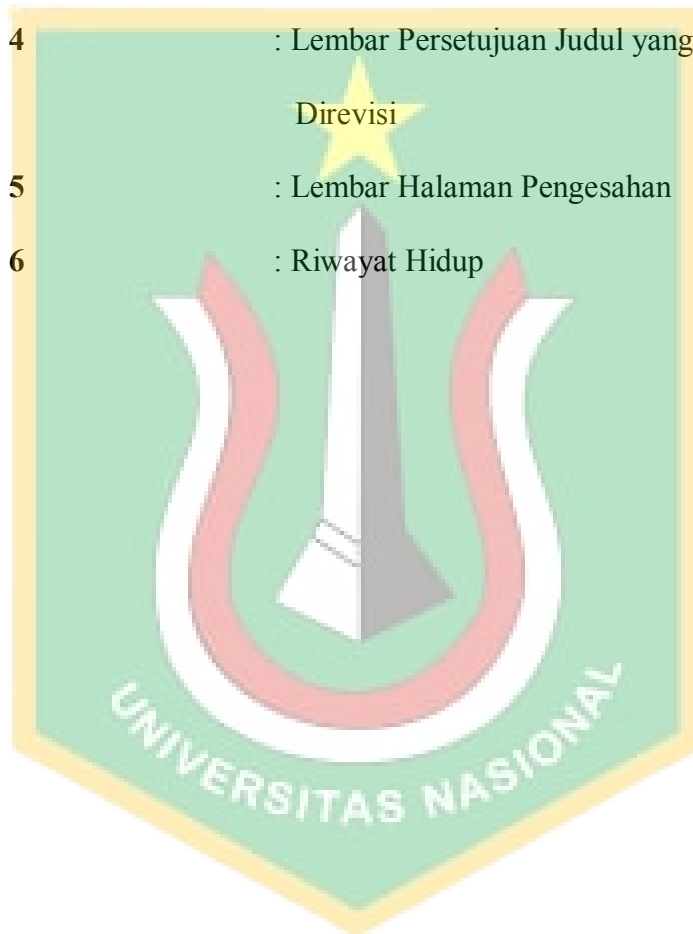 4 : Lembar Persetujuan Judul yang
Direvisi
5 : Lembar Halaman Pengesahan
6 : Riwayat Hidup
UNIVERSITAS NASIONAL